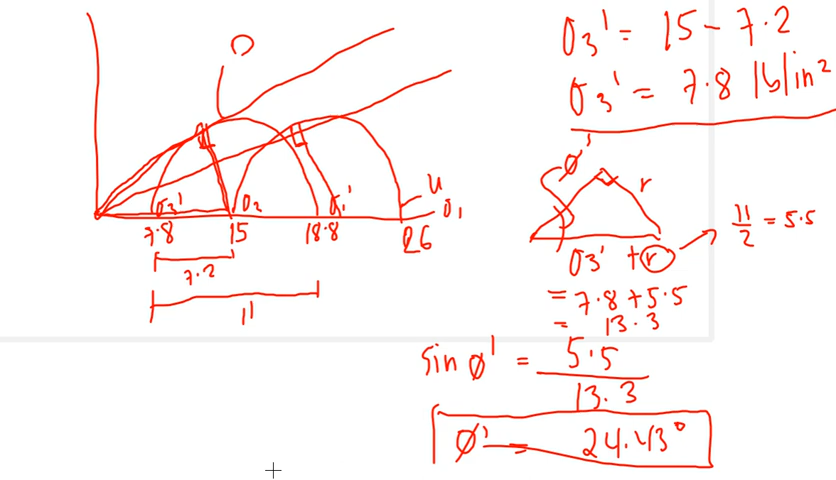 σ3' = 15 - 7.2
σ3' = 7.8 lb/in²
σ3' σ3 σ1' u σ1
7.8 15 18.8 26
7.2
11
ø' r
σ3' + r → 11/2 = 5.5
= 7.8 + 5.5
= 13.3
sin ø' = 5.5/13.3
ø' = 24.43°